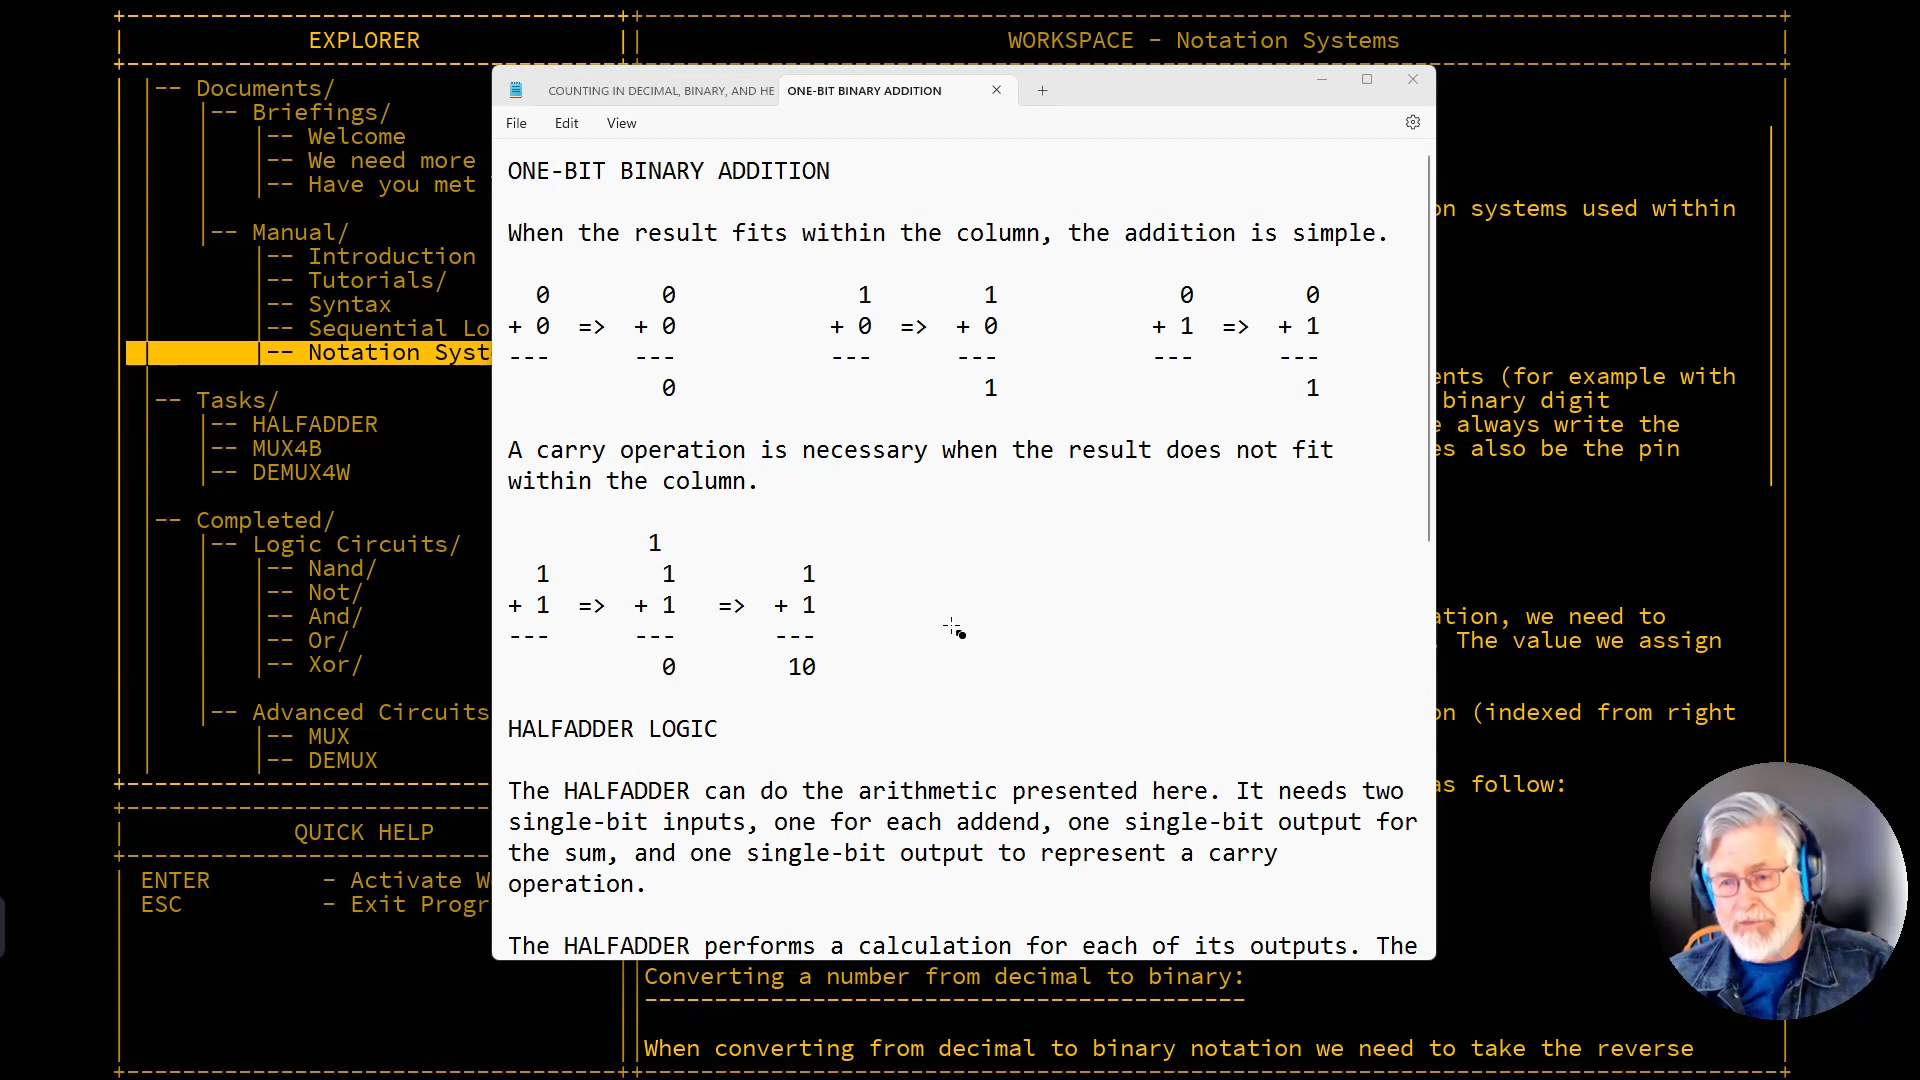 EXPLORER
-- Documents/
-- Briefings/
-- Welcome
-- We need more
-- Have you met
-- Manual/
-- Introduction
-- Tutorials/
-- Syntax
-- Sequential Lo
-- Notation Syst
-- Tasks/
-- HALFADDER
-- MUX4B
-- DEMUX4W
-- Completed/
-- Logic Circuits/
-- Nand/
-- Not/
-- And/
-- Or/
-- Xor/
-- Advanced Circuits
-- MUX
-- DEMUX
QUICK HELP
ENTER - Activate W
ESC - Exit Progr
WORKSPACE - Notation Systems
COUNTING IN DECIMAL, BINARY, AND HE
ONE-BIT BINARY ADDITION
File Edit View
ONE-BIT BINARY ADDITION
When the result fits within the column, the addition is simple.
0 0 1 1 0 0
+ 0 => + 0 + 0 => + 0 + 1 => + 1
--- --- --- --- --- ---
0 1 1
A carry operation is necessary when the result does not fit
within the column.
1
1 1 1
+ 1 => + 1 => + 1
--- --- ---
0 10
HALFADDER LOGIC
The HALFADDER can do the arithmetic presented here. It needs two
single-bit inputs, one for each addend, one single-bit output for
the sum, and one single-bit output to represent a carry
operation.
The HALFADDER performs a calculation for each of its outputs. The
on systems used within
ents (for example with
binary digit
e always write the
es also be the pin
ation, we need to
. The value we assign
on (indexed from right
as follow:
Converting a number from decimal to binary:
-------------------------------------------
When converting from decimal to binary notation we need to take the reverse